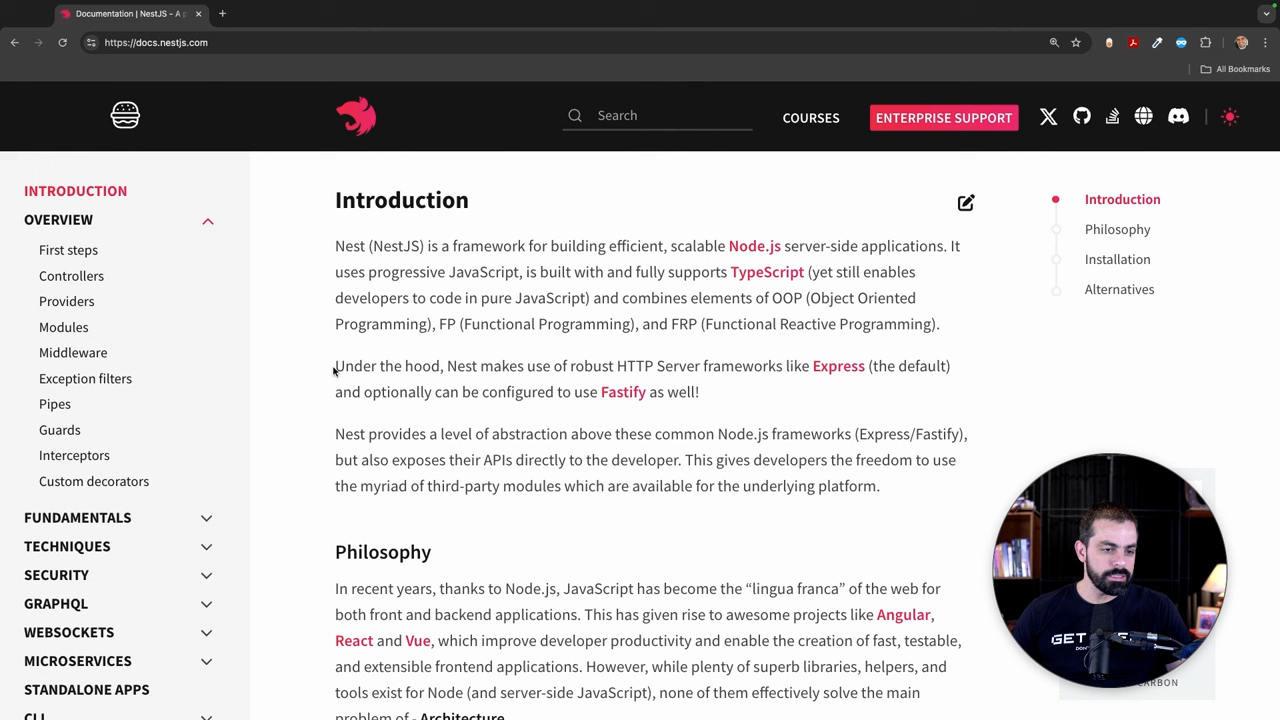 Documentation | NestJS - A p
https://docs.nestjs.com
All Bookmarks
Search
COURSES
ENTERPRISE SUPPORT
INTRODUCTION
OVERVIEW
First steps
Controllers
Providers
Modules
Middleware
Exception filters
Pipes
Guards
Interceptors
Custom decorators
FUNDAMENTALS
TECHNIQUES
SECURITY
GRAPHQL
WEBSOCKETS
MICROSERVICES
STANDALONE APPS
CLI
Introduction
Nest (NestJS) is a framework for building efficient, scalable Node.js server-side applications. It
uses progressive JavaScript, is built with and fully supports TypeScript (yet still enables
developers to code in pure JavaScript) and combines elements of OOP (Object Oriented
Programming), FP (Functional Programming), and FRP (Functional Reactive Programming).
Under the hood, Nest makes use of robust HTTP Server frameworks like Express (the default)
and optionally can be configured to use Fastify as well!
Nest provides a level of abstraction above these common Node.js frameworks (Express/Fastify),
but also exposes their APIs directly to the developer. This gives developers the freedom to use
the myriad of third-party modules which are available for the underlying platform.
Philosophy
In recent years, thanks to Node.js, JavaScript has become the “lingua franca” of the web for
both front and backend applications. This has given rise to awesome projects like Angular,
React and Vue, which improve developer productivity and enable the creation of fast, testable,
and extensible frontend applications. However, while plenty of superb libraries, helpers, and
tools exist for Node (and server-side JavaScript), none of them effectively solve the main
problem of - Architecture.
Introduction
Philosophy
Installation
Alternatives
GET
CARBON